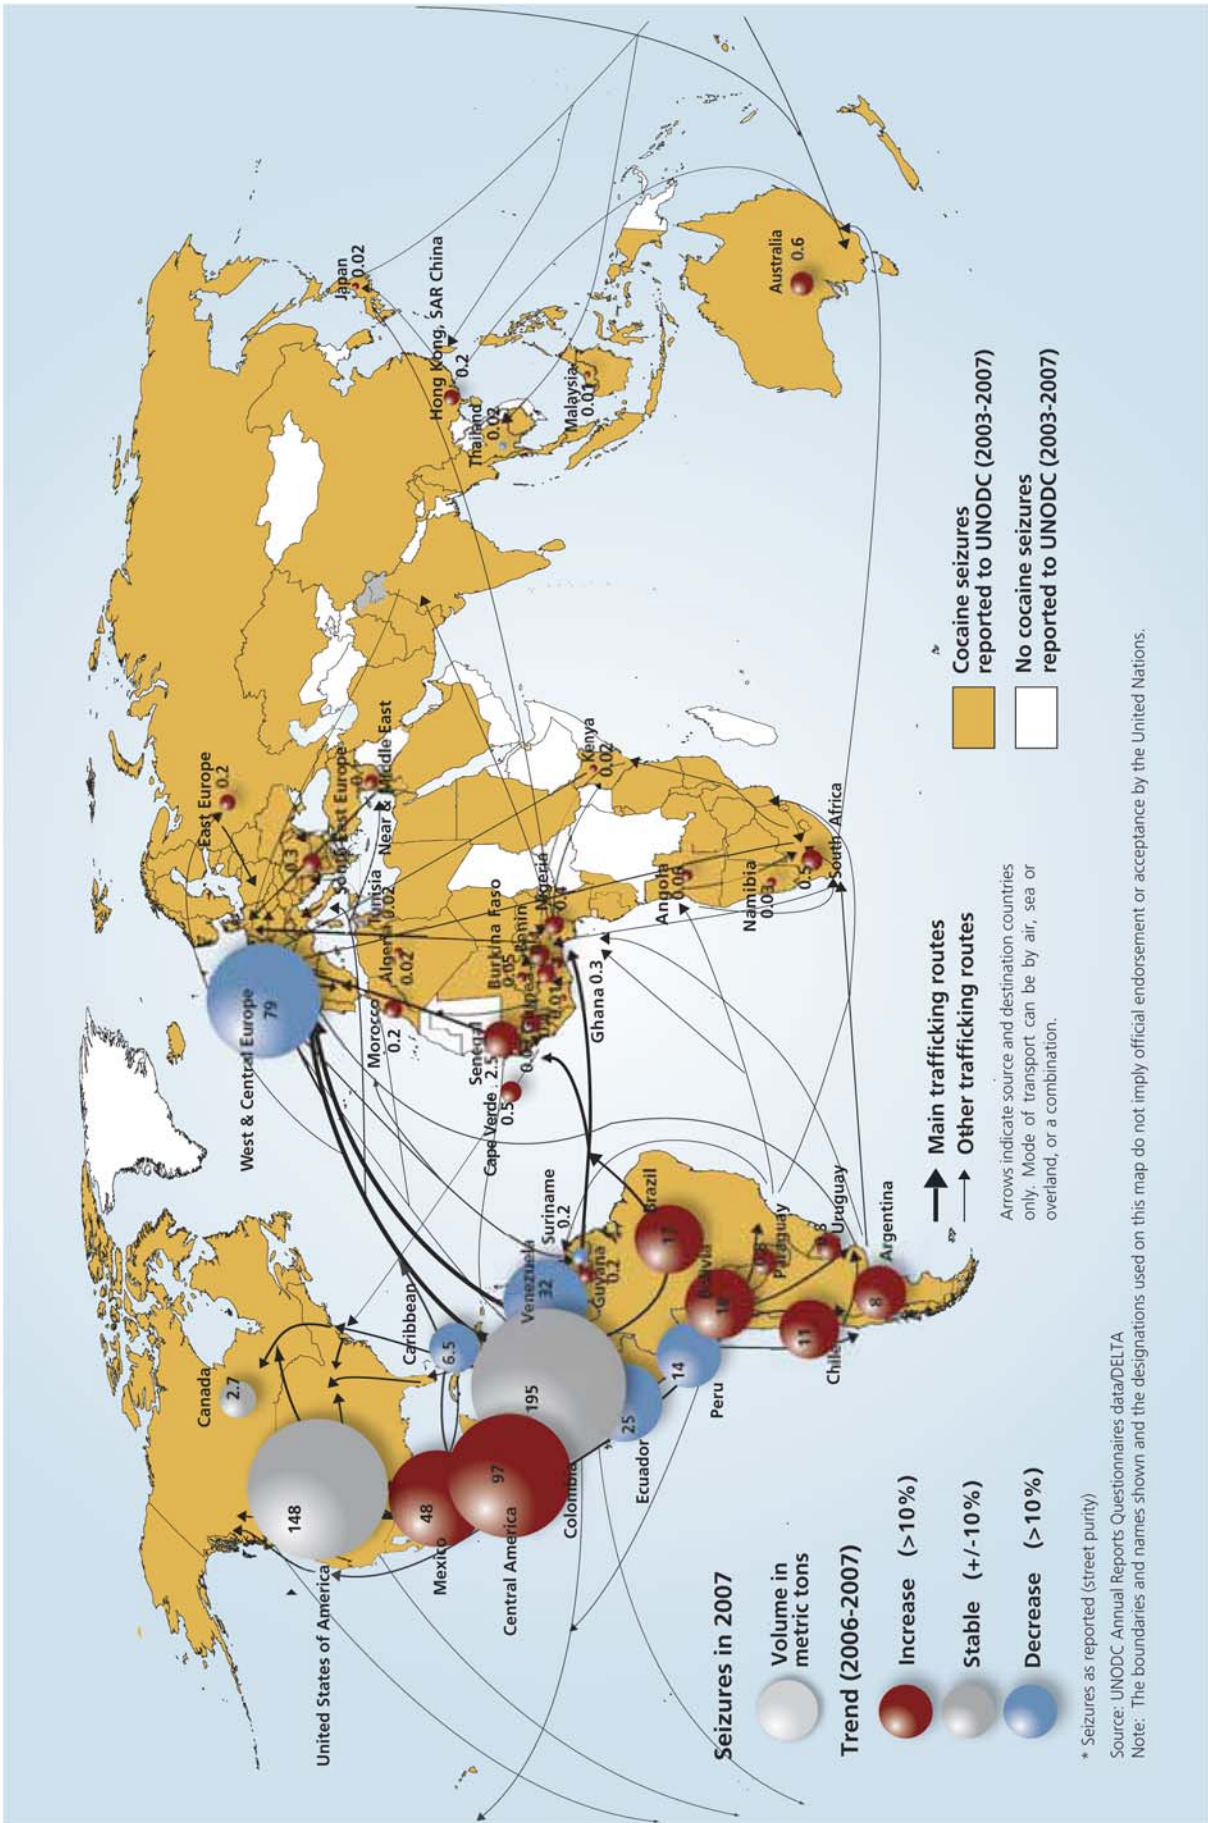 Canada
2.7
United States of America
148
Mexico
48
Central America
97
Colombia
195
Caribbean
6.5
Venezuela
32
Suriname
0.2
Guyana
0.2
Ecuador
25
Peru
14
Brazil
17
Bolivia
Paraguay
Uruguay
Chile
11
Argentina
8
West & Central Europe
79
East Europe
0.2
South East Europe
0.3
Near & Middle East
Morocco
0.2
Algeria
0.02
Tunisia
0.02
Cape Verde
0.5
Senegal
2.5
Burkina Faso
0.05
Benin
Nigeria
Ghana 0.3
Angora
0.06
Namibia
0.03
South Africa
0.5
Kenya
0.02
Japan
0.02
Hong Kong, SAR China
0.2
Thailand
0.02
Malaysia
0.01
Australia
0.6
Seizures in 2007
Volume in
metric tons
Trend (2006-2007)
Increase (>10%)
Stable (+/-10%)
Decrease (>10%)
Main trafficking routes
Other trafficking routes
Arrows indicate source and destination countries
only. Mode of transport can be by air, sea or
overland, or a combination.
Cocaine seizures
reported to UNODC (2003-2007)
No cocaine seizures
reported to UNODC (2003-2007)
* Seizures as reported (street purity)
Source: UNODC Annual Reports Questionnaires data/DELTA
Note: The boundaries and names shown and the designations used on this map do not imply official endorsement or acceptance by the United Nations.